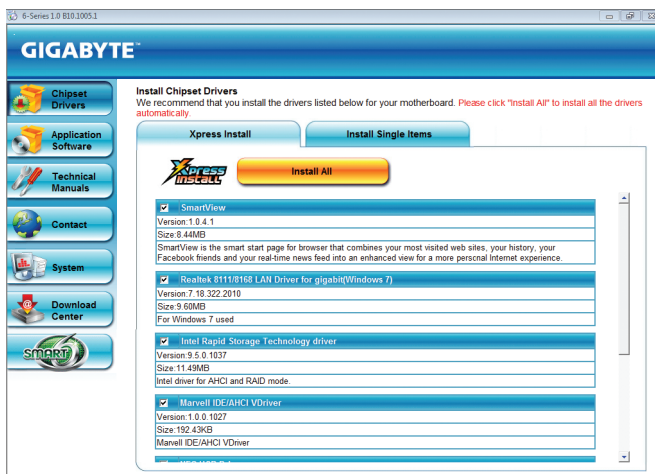 6-Series 1.0 B10.1005.1
GIGABYTE™
Chipset
Drivers
Application
Software
Technical
Manuals
Contact
System
Download
Center
SMART
Install Chipset Drivers
We recommend that you install the drivers listed below for your motherboard. Please click "Install All" to install all the drivers
automatically.
Xpress Install
Install Single Items
Xpress
INSTALL
Install All
SmartView
Version:1.0.4.1
Size:8.44MB
SmartView is the smart start page for browser that combines your most visited web sites, your history, your
Facebook friends and your real-time news feed into an enhanced view for a more personal Internet experience.
Realtek 8111/8168 LAN Driver for gigabit(Windows 7)
Version:7.18.322.2010
Size:9.60MB
For Windows 7 used
Intel Rapid Storage Technology driver
Version:9.5.0.1037
Size:11.49MB
Intel driver for AHCI and RAID mode.
Marvell IDE/AHCI VDriver
Version:1.0.0.1027
Size:192.43KB
Marvell IDE/AHCI VDriver